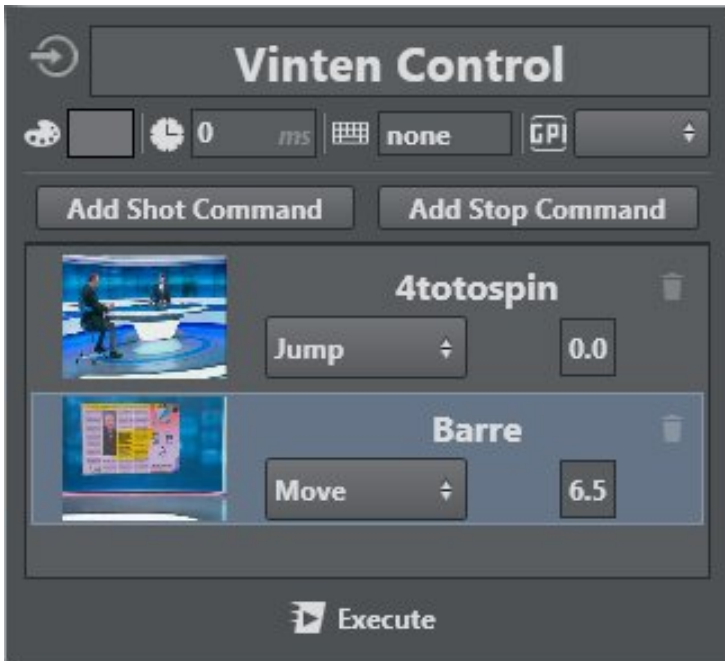 Vinten Control
0 ms none GPI
Add Shot Command Add Stop Command
4totospin
Jump 0.0
Barre
Move 6.5
Execute